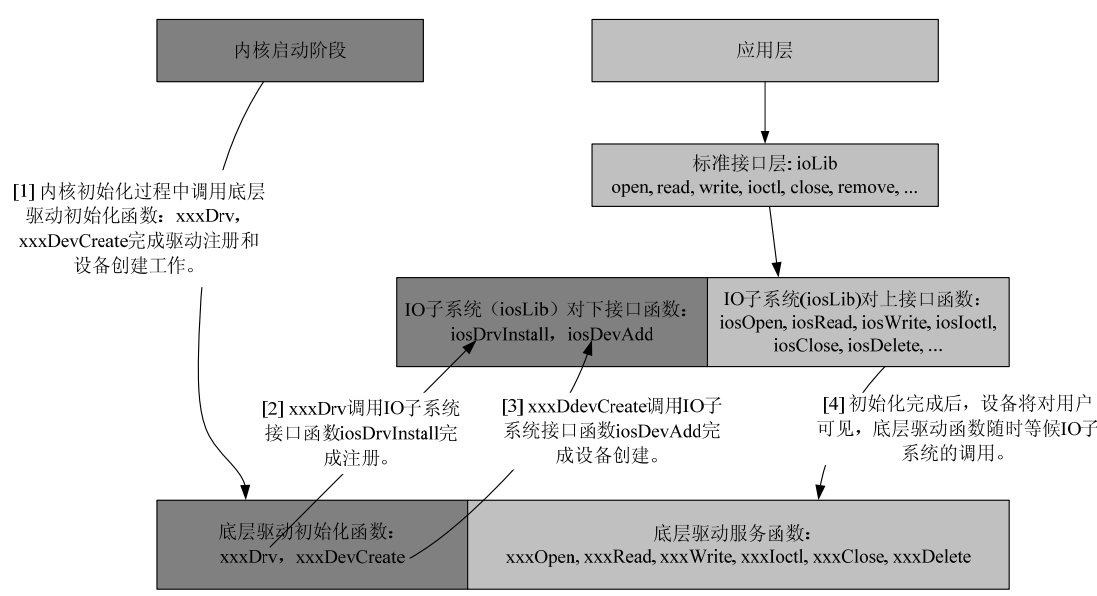 内核启动阶段
应用层
标准接口层: ioLib
open, read, write, ioctl, close, remove, ...
[1] 内核初始化过程中调用底层
驱动初始化函数：xxxDrv，
xxxDevCreate完成驱动注册和
设备创建工作。
IO子系统（iosLib）对下接口函数：
iosDrvInstall，iosDevAdd
IO子系统(iosLib)对上接口函数：
iosOpen, iosRead, iosWrite, iosIoctl,
iosClose, iosDelete, ...
[2] xxxDrv调用IO子系统
接口函数iosDrvInstall完
成注册。
[3] xxxDdevCreate调用IO子
系统接口函数iosDevAdd完
成设备创建。
[4] 初始化完成后，设备将对用户
可见，底层驱动函数随时等候IO子
系统的调用。
底层驱动初始化函数：
xxxDrv，xxxDevCreate
底层驱动服务函数：
xxxOpen, xxxRead, xxxWrite, xxxIoctl, xxxClose, xxxDelete